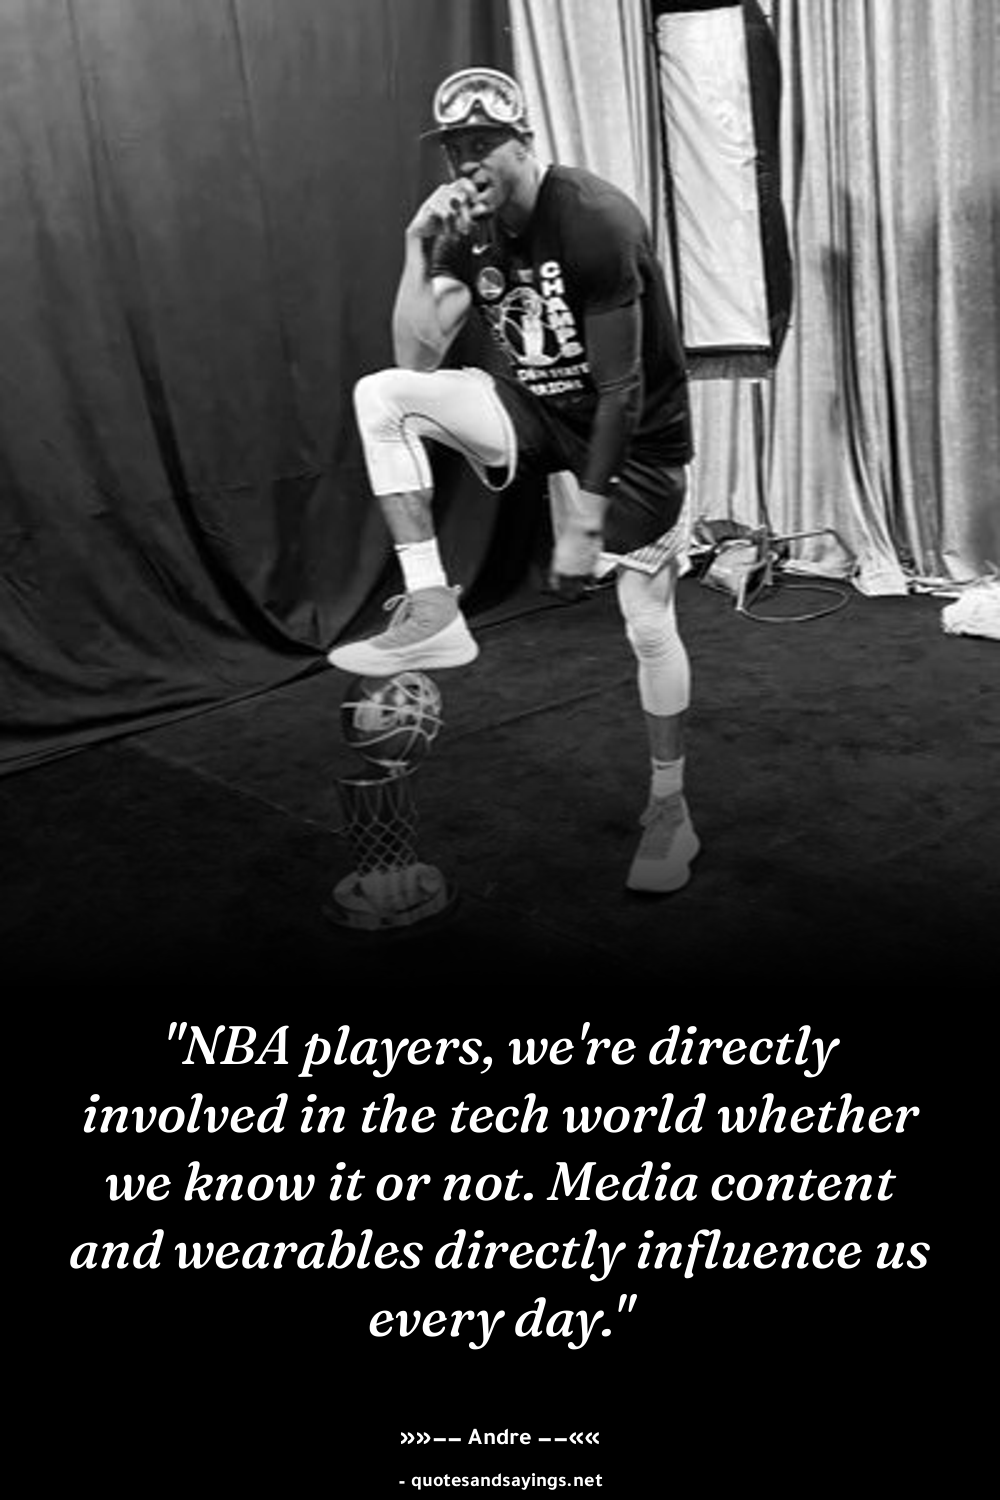 CHAMPS
"NBA players, we're directly
involved in the tech world whether
we know it or not. Media content
and wearables directly influence us
every day."
»»–– Andre ––««
- quotesandsayings.net